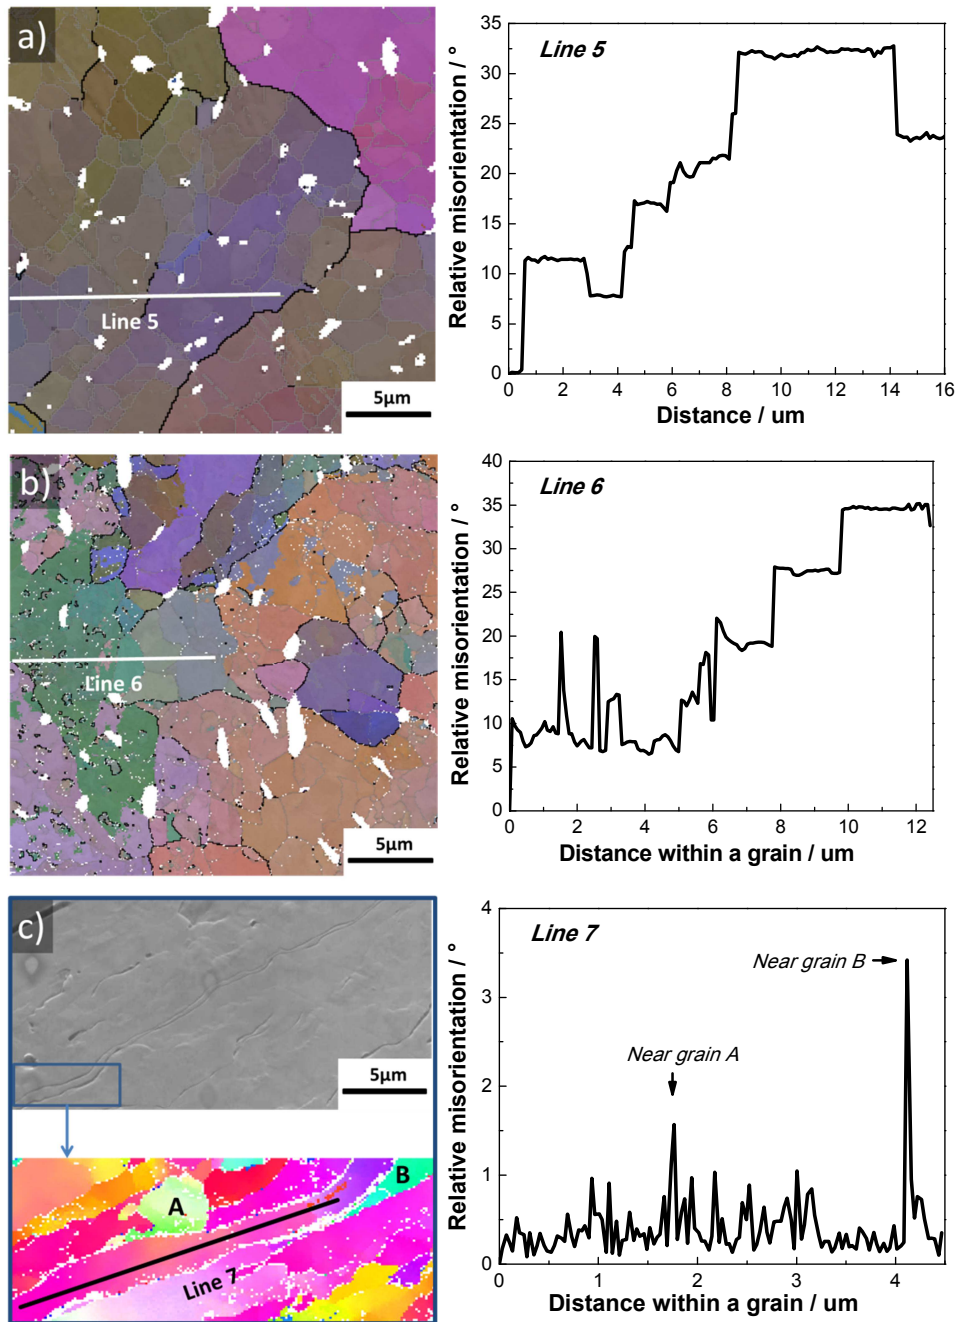 a)
Line 5
5μm
Line 5
Relative misorientation / °
35
30
25
20
15
10
5
0
0 2 4 6 8 10 12 14 16
Distance / um
b)
Line 6
5μm
Line 6
Relative misorientation / °
40
35
30
25
20
15
10
5
0
0 2 4 6 8 10 12
Distance within a grain / um
c)
5μm
A
B
Line 7
Line 7
Near grain B
Near grain A
Relative misorientation / °
4
3
2
1
0
0 1 2 3 4
Distance within a grain / um